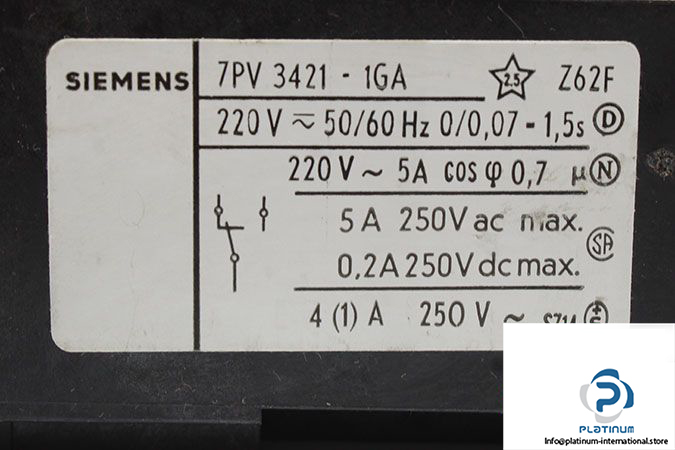 SIEMENS
7PV 3421 - 1GA 2.5 Z62F
220 V ≂ 50/60 Hz 0/0,07 - 1,5s D
220 V ~ 5A cos φ 0,7 µ N
5 A 250V ac max. SA
0,2A 250V dc max.
4 (1) A 250 V ~
PLATINUM
info@platinum-international.store